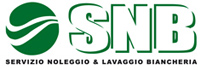 SNB
SERVIZIO NOLEGGIO & LAVAGGIO BIANCHERIA